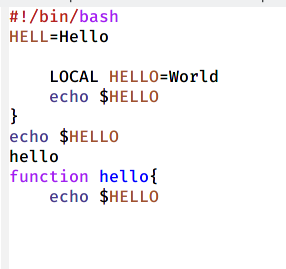 #!/bin/bash
HELL=Hello
LOCAL HELLO=World
echo $HELLO
}
echo $HELLO
hello
function hello{
echo $HELLO